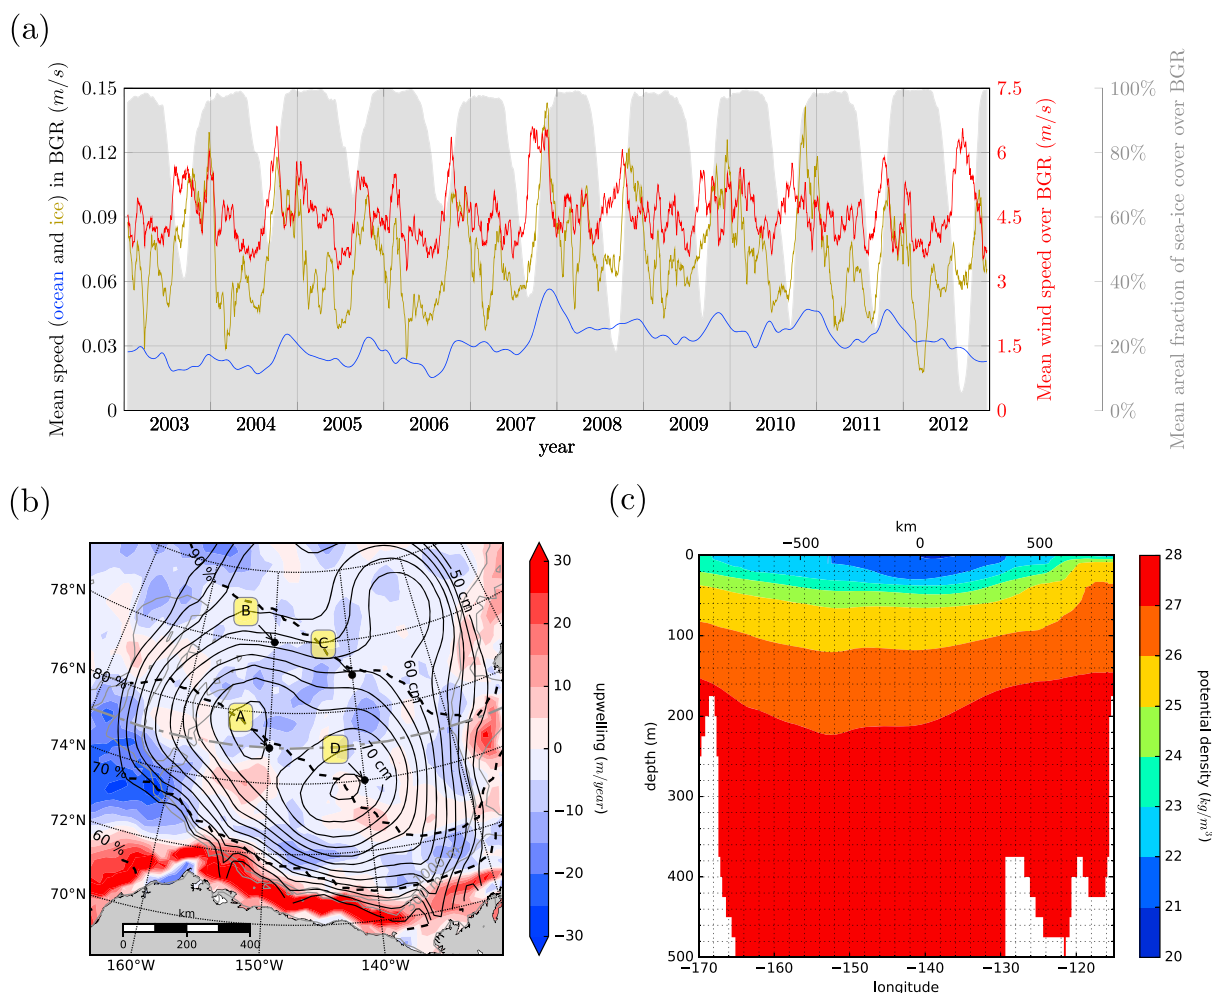 (a)
Mean speed (ocean and ice) in BGR (m/s)
0.15
0.12
0.09
0.06
0.03
0
2003 2004 2005 2006 2007 2008 2009 2010 2011 2012
year
7.5
6
4.5
3
1.5
0
Mean wind speed over BGR (m/s)
100%
80%
60%
40%
20%
0%
Mean areal fraction of sea-ice cover over BGR
(b)
78°N
76°N
74°N
72°N
70°N
160°W 150°W 140°W
90 %
80 %
70 %
60 %
50 cm
60 cm
70 cm
B
C
A
D
km
0 200 400
30
20
10
0
−10
−20
−30
upwelling (m/year)
(c)
km
−500 0 500
0
100
200
300
400
500
depth (m)
−170 −160 −150 −140 −130 −120
longitude
28
27
26
25
24
23
22
21
20
potential density (kg/m³)